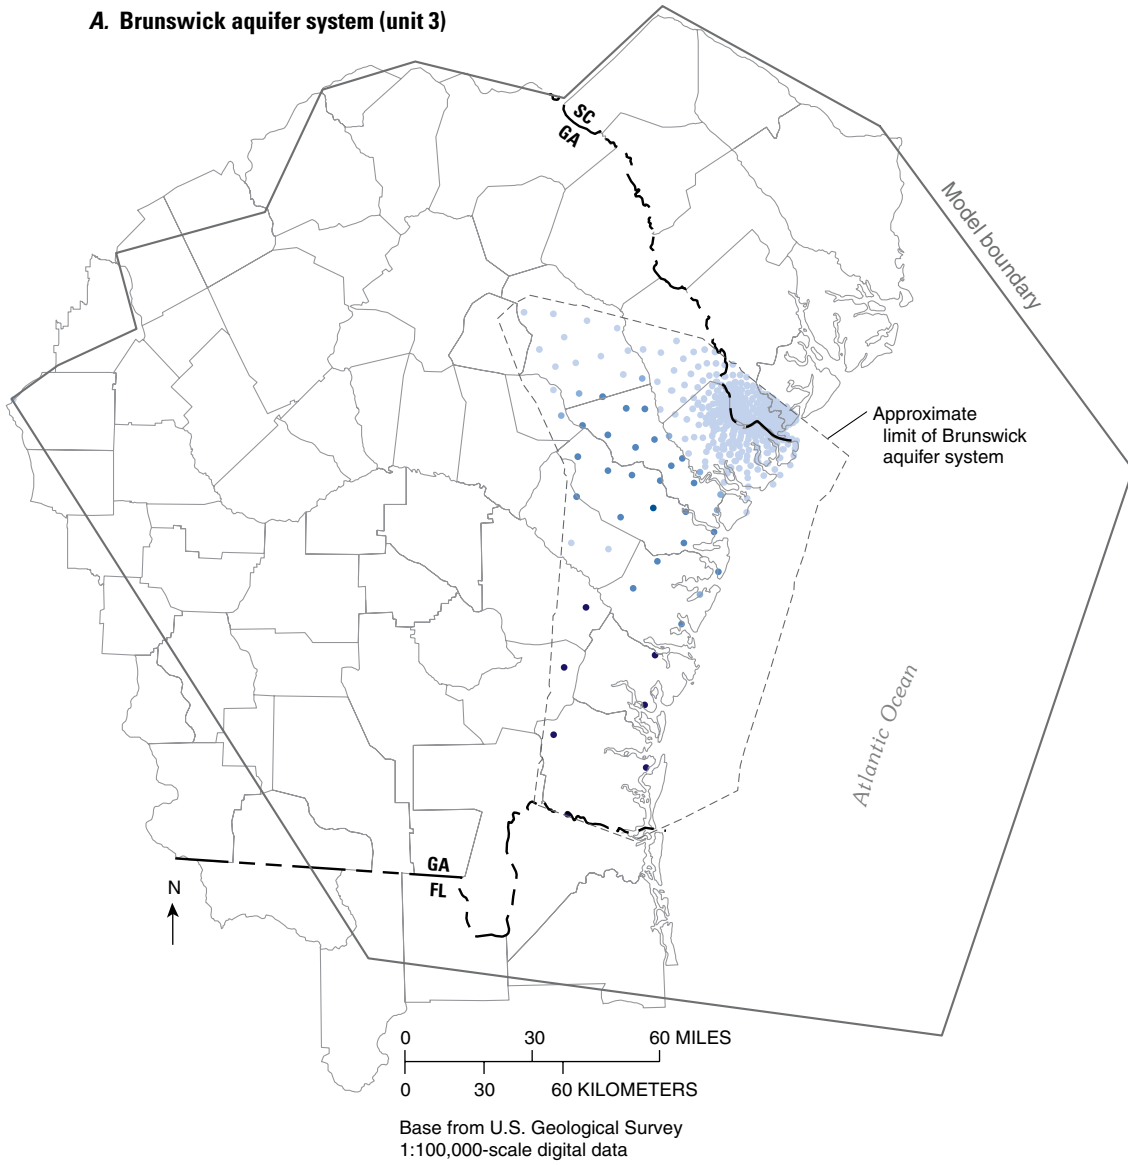 A. Brunswick aquifer system (unit 3)
SC
GA
Model boundary
Approximate
limit of Brunswick
aquifer system
Atlantic Ocean
GA
FL
N
0 30 60 MILES
0 30 60 KILOMETERS
Base from U.S. Geological Survey
1:100,000-scale digital data